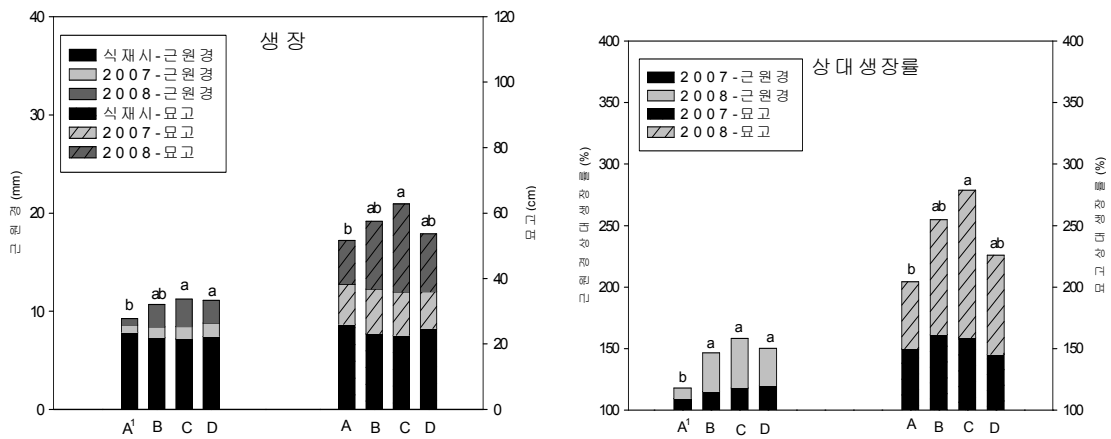 생장
식재시-근원경
2007-근원경
2008-근원경
식재시-묘고
2007-묘고
2008-묘고
근원경 (mm)
40
30
20
10
0
묘고 (cm)
120
100
80
60
40
20
0
b ab a a
b ab a ab
A¹ B C D
A B C D
상대생장률
2007-근원경
2008-근원경
2007-묘고
2008-묘고
근원경상대생장률 (%)
400
350
300
250
200
150
100
묘고상대생장률 (%)
400
350
300
250
200
150
100
b a a a
b ab a ab
A¹ B C D
A B C D